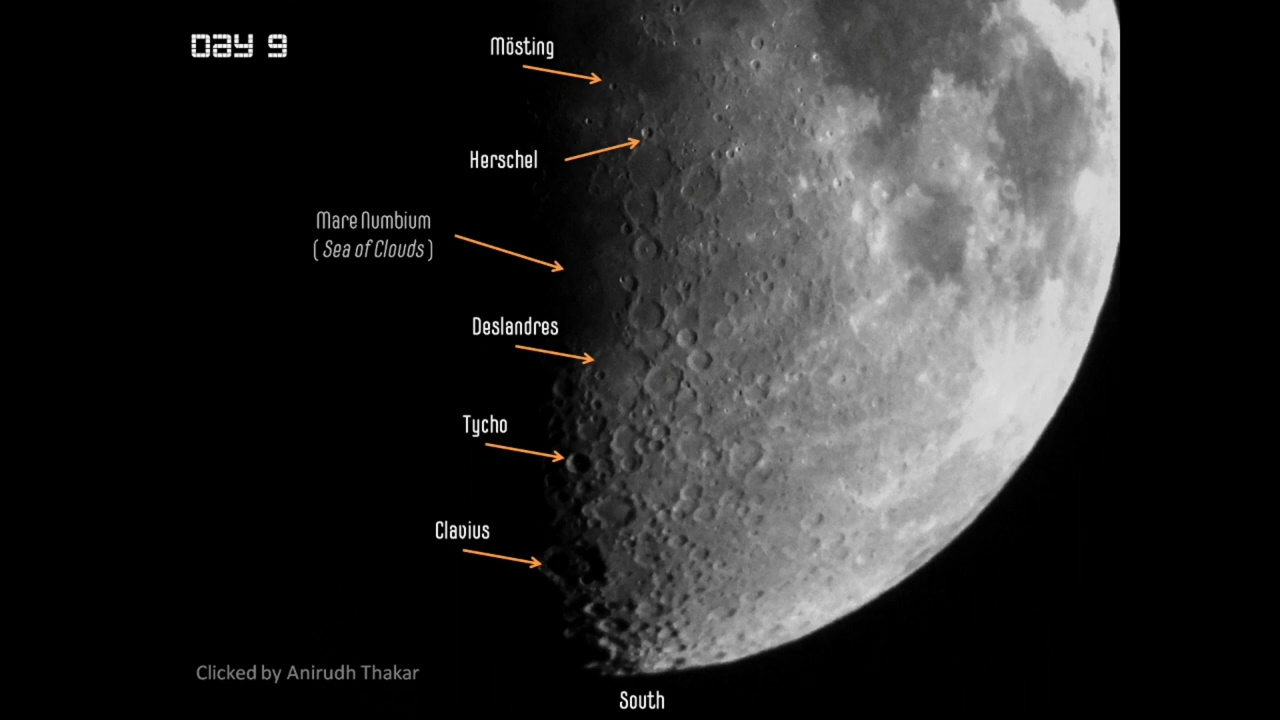 Day 9
Mösting
Herschel
Mare Numbium
( Sea of Clouds )
Deslandres
Tycho
Clavius
Clicked by Anirudh Thakar
South